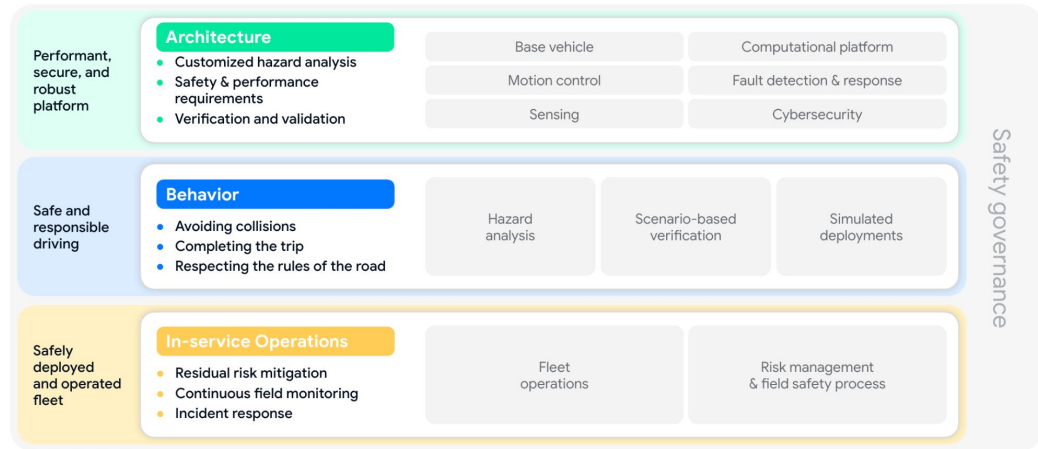 Performant,
secure, and
robust
platform
Architecture
Customized hazard analysis
Safety & performance
requirements
Verification and validation
Base vehicle
Computational platform
Motion control
Fault detection & response
Sensing
Cybersecurity
Safe and
responsible
driving
Behavior
Avoiding collisions
Completing the trip
Respecting the rules of the road
Hazard
analysis
Scenario-based
verification
Simulated
deployments
Safely
deployed
and operated
fleet
In-service Operations
Residual risk mitigation
Continuous field monitoring
Incident response
Fleet
operations
Risk management
& field safety process
Safety governance